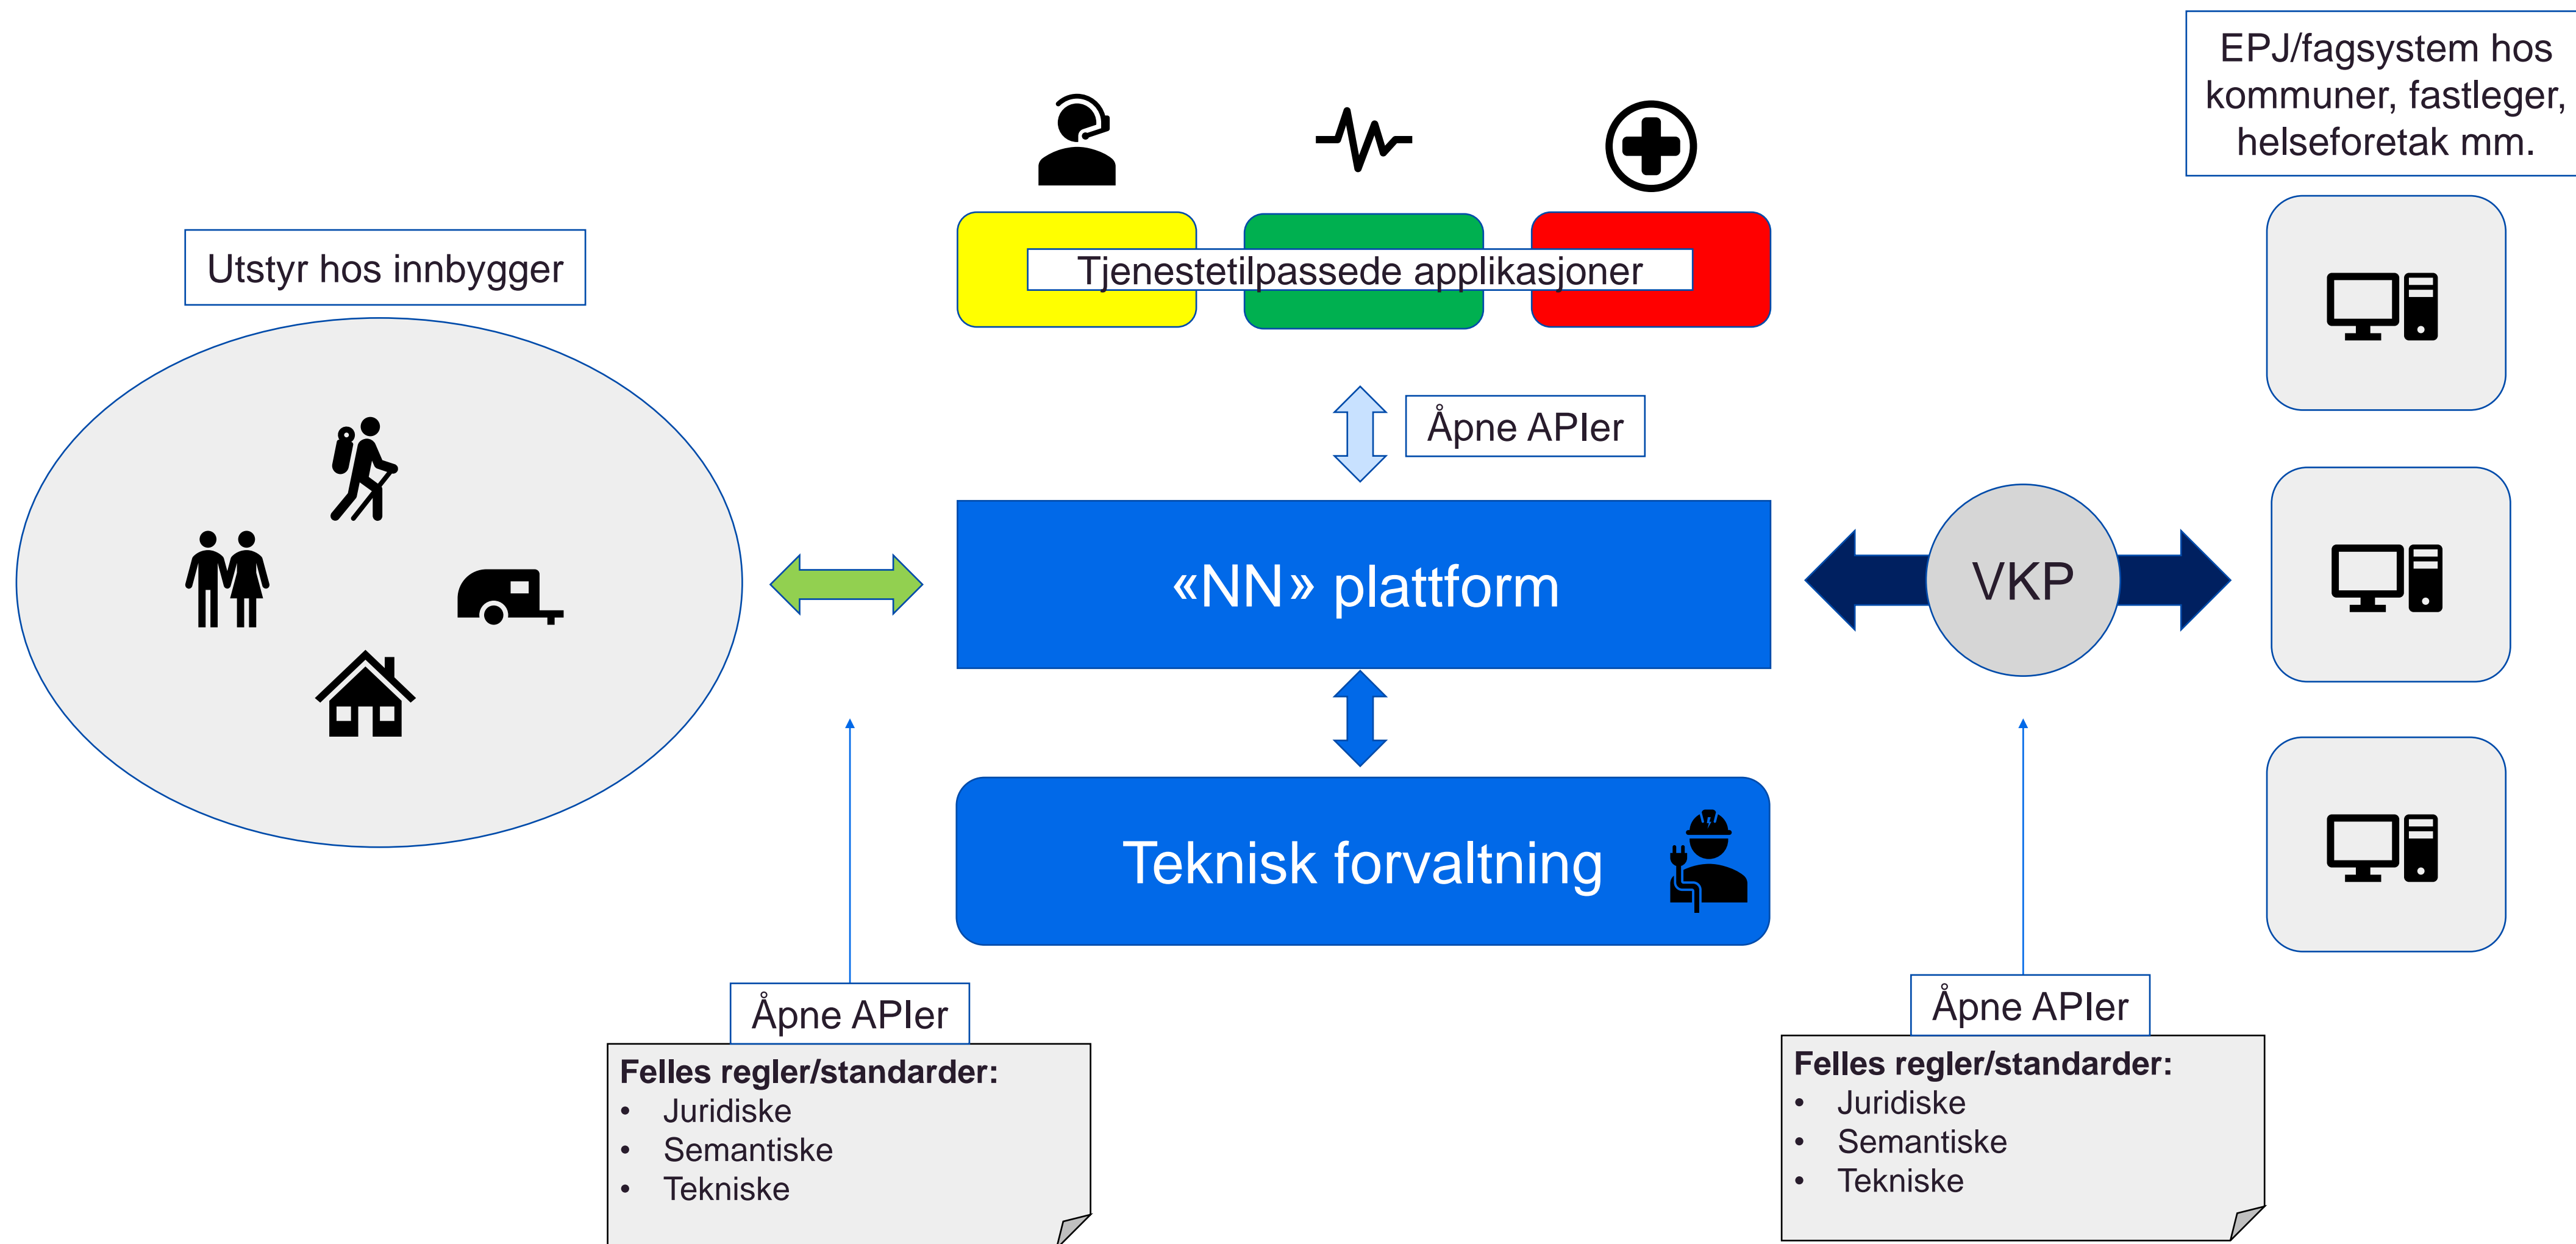 EPJ/fagsystem hos
kommuner, fastleger,
helseforetak mm.
Utstyr hos innbygger
Tjenestetilpassede applikasjoner
Åpne APIer
«NN» plattform
VKP
Teknisk forvaltning
Åpne APIer
Felles regler/standarder:
• Juridiske
• Semantiske
• Tekniske
Åpne APIer
Felles regler/standarder:
• Juridiske
• Semantiske
• Tekniske